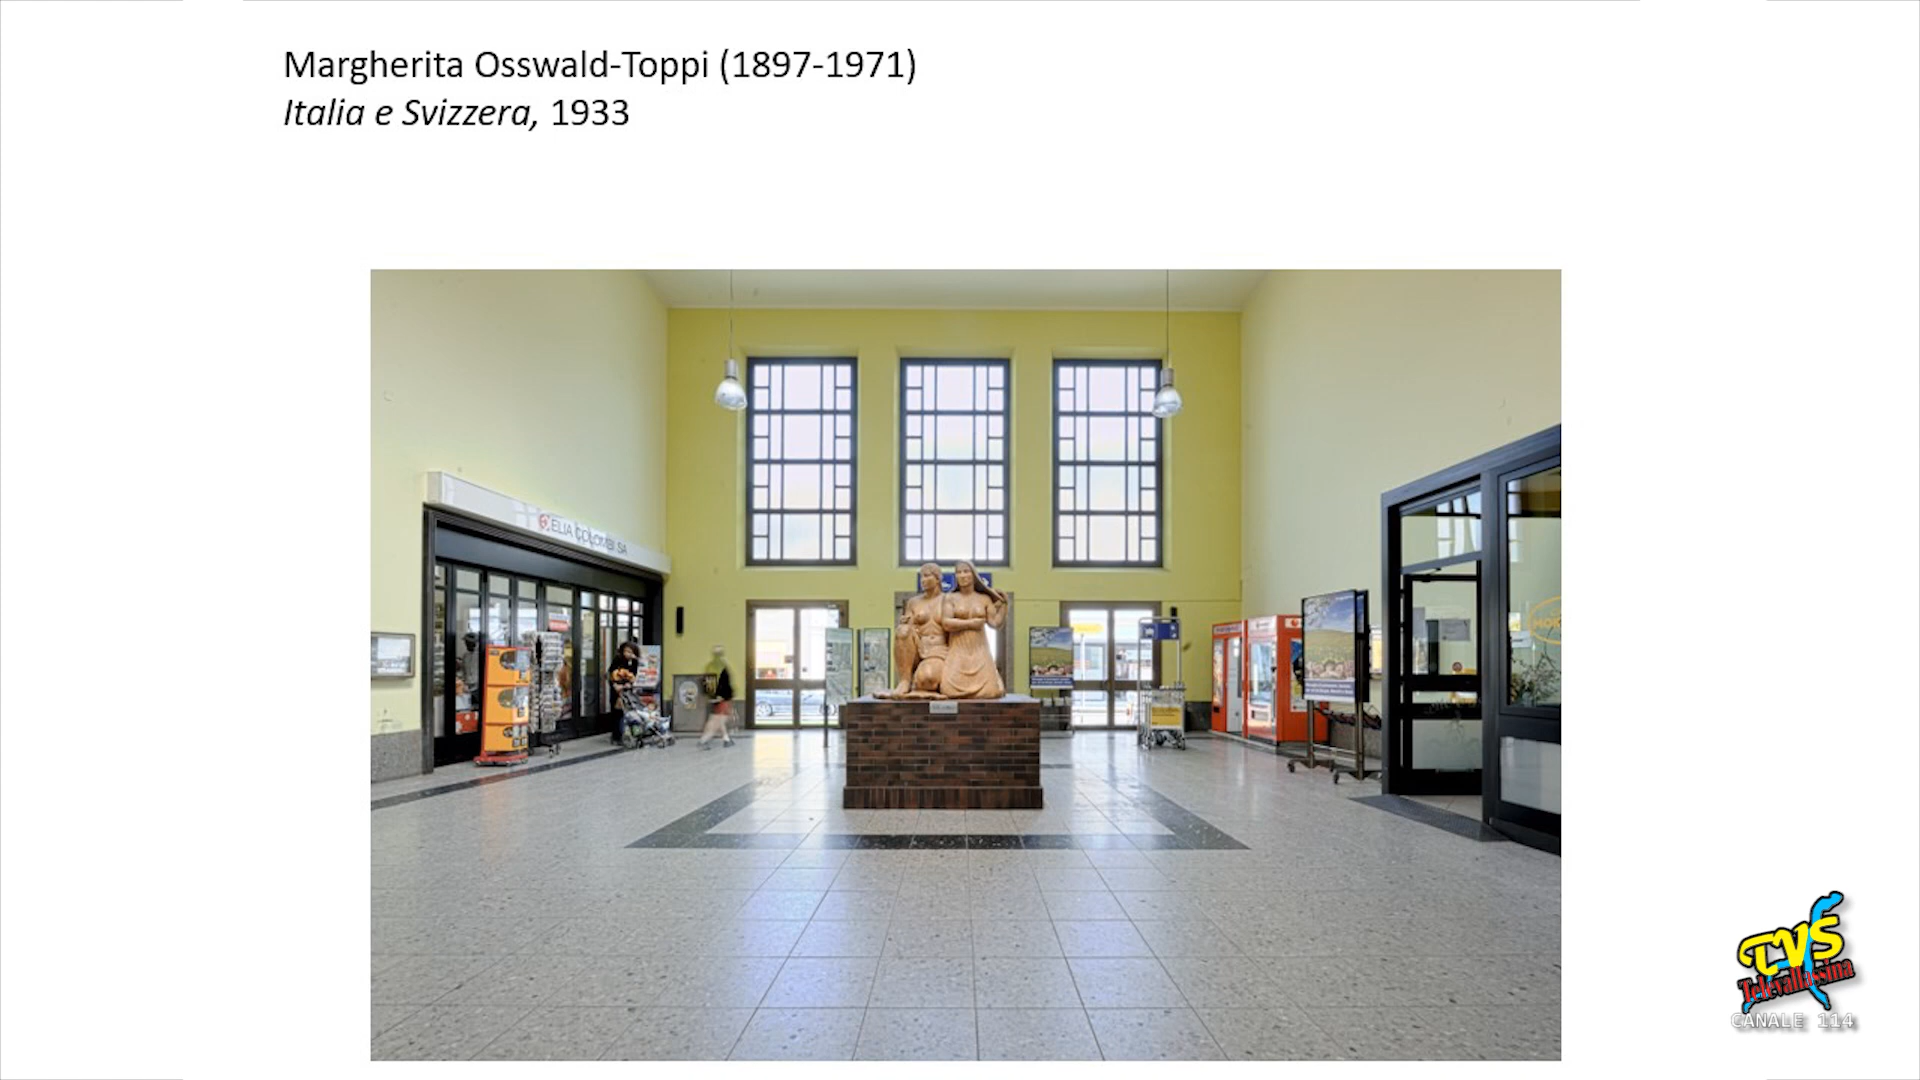 Margherita Osswald-Toppi (1897-1971)
Italia e Svizzera, 1933
ELIA COLOMBI SA
TVS
Televallassina
CANALE 114